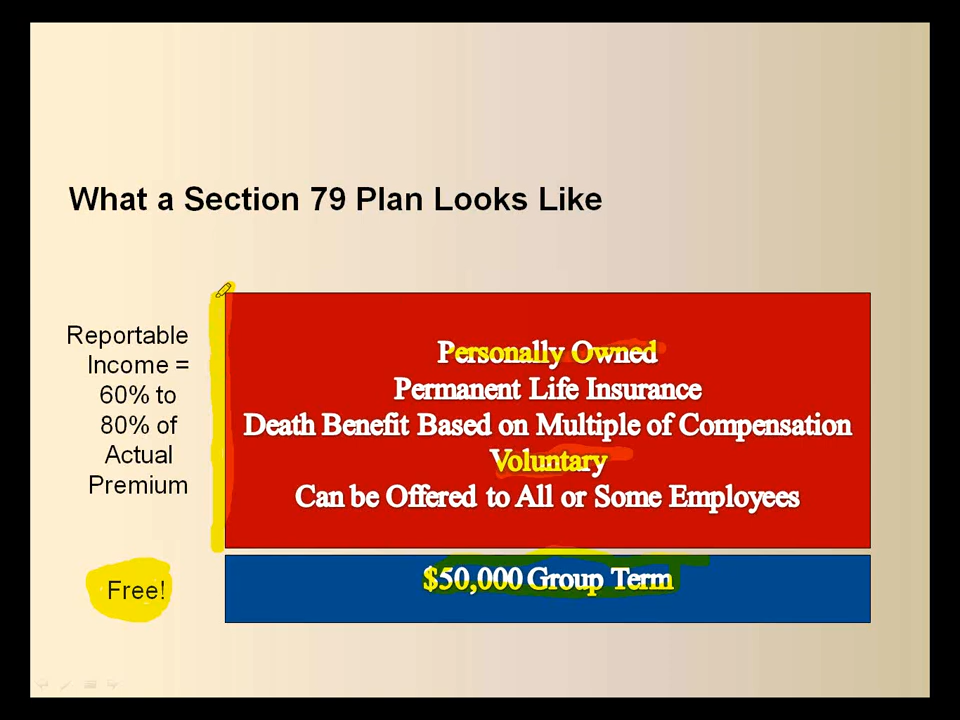 What a Section 79 Plan Looks Like
Reportable
Income =
60% to
80% of
Actual
Premium
Personally Owned
Permanent Life Insurance
Death Benefit Based on Multiple of Compensation
Voluntary
Can be Offered to All or Some Employees
Free!
$50,000 Group Term